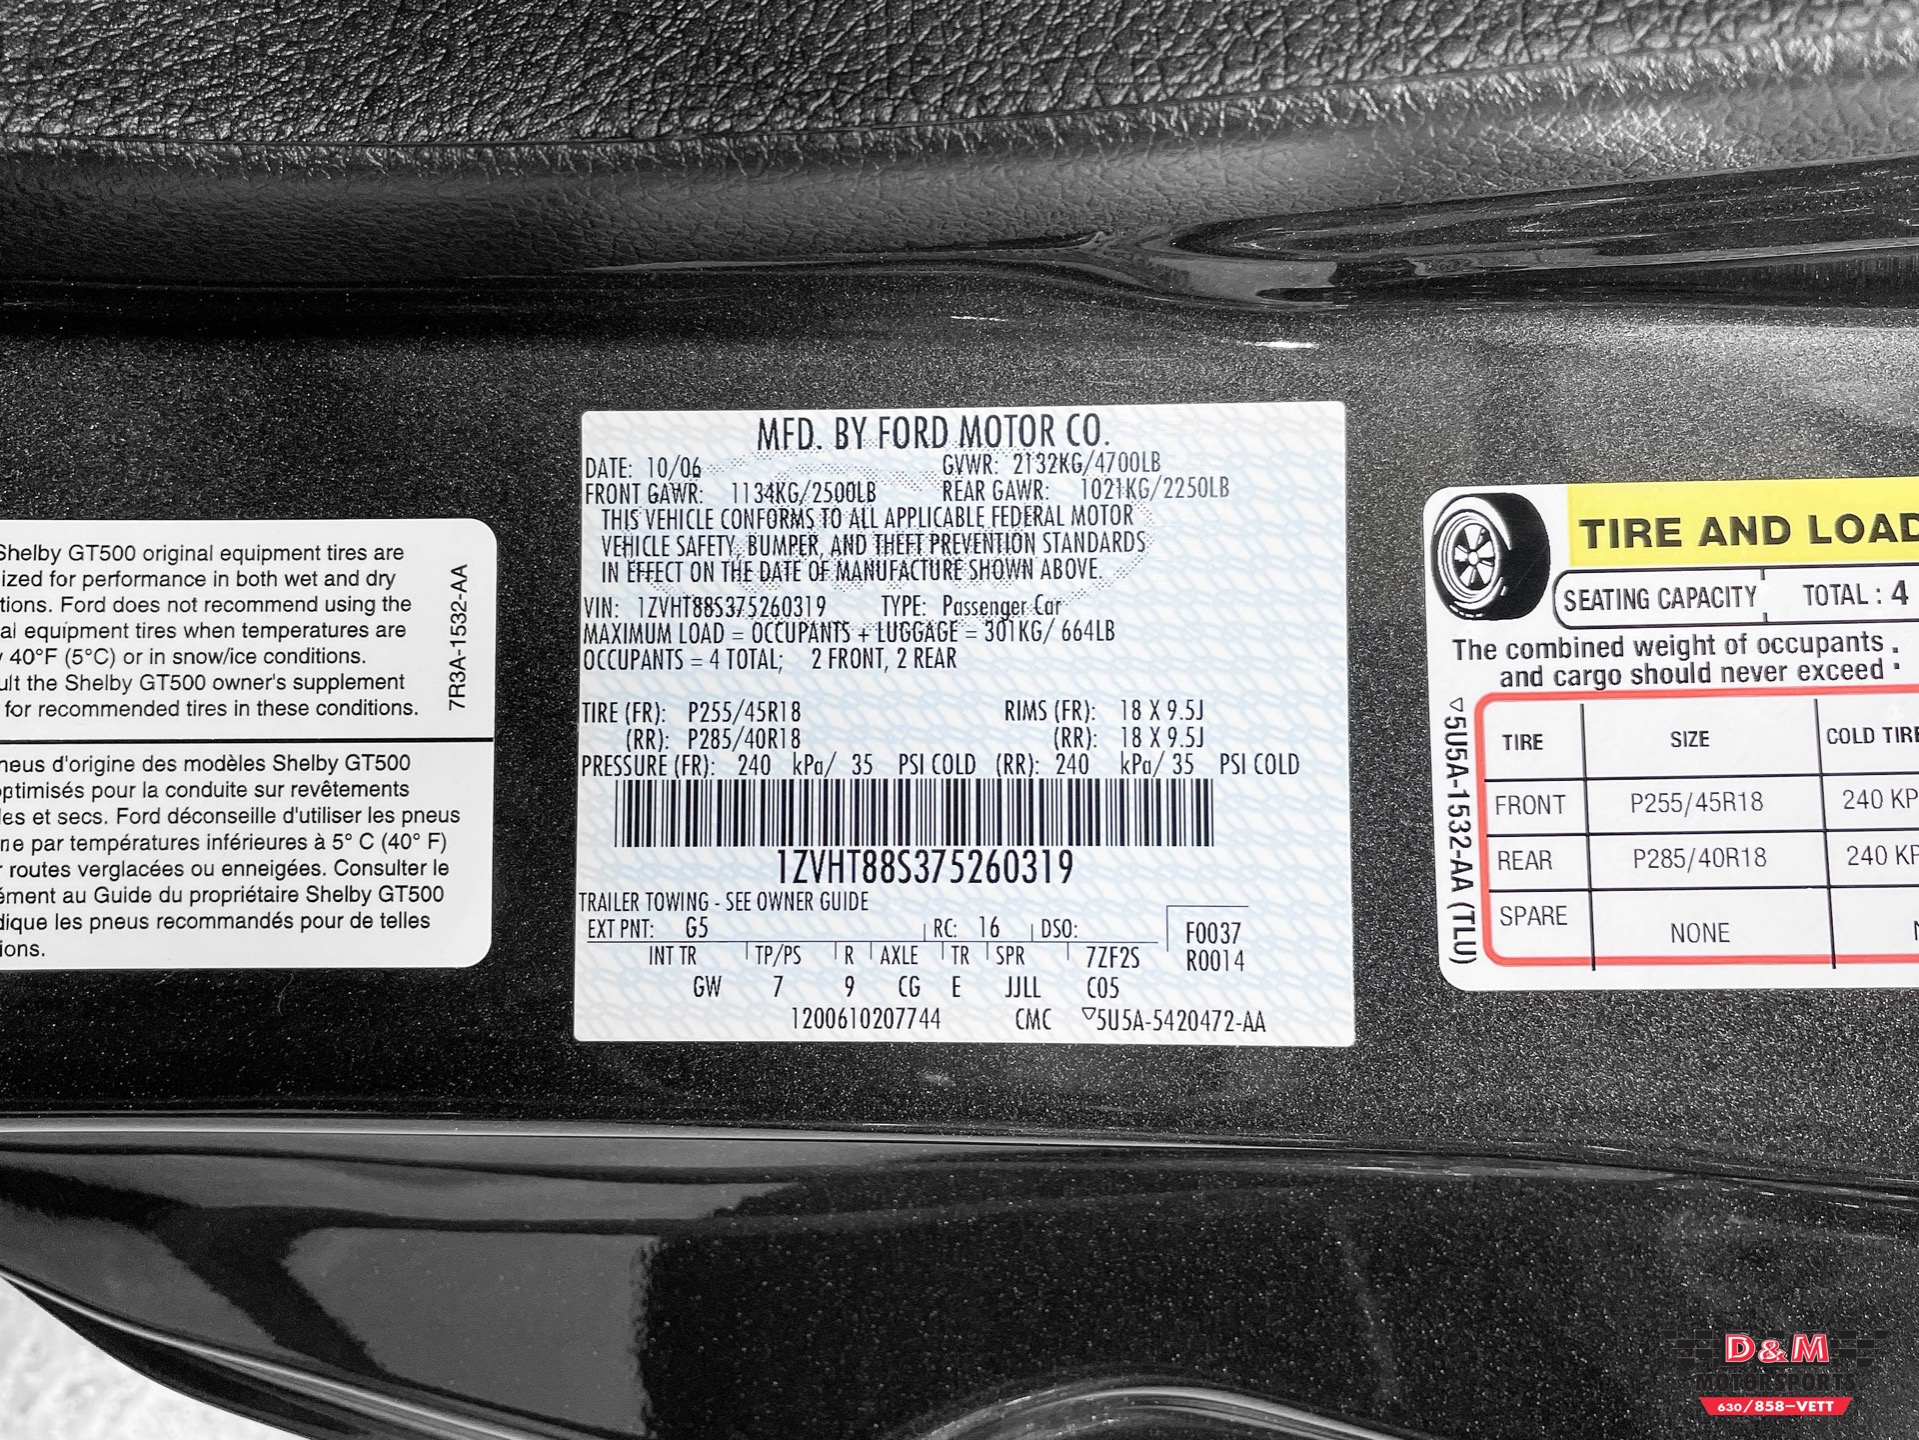 Shelby GT500 original equipment tires are
ized for performance in both wet and dry
tions. Ford does not recommend using the
al equipment tires when temperatures are
40°F (5°C) or in snow/ice conditions.
ult the Shelby GT500 owner's supplement
for recommended tires in these conditions.
7R3A-1532-AA
neus d'origine des modèles Shelby GT500
optimisés pour la conduite sur revêtements
les et secs. Ford déconseille d'utiliser les pneus
ne par températures inférieures à 5° C (40° F)
r routes verglacées ou enneigées. Consulter le
ément au Guide du propriétaire Shelby GT500
dique les pneus recommandés pour de telles
ions.
MFD. BY FORD MOTOR CO.
DATE: 10/06 GVWR: 2132KG/4700LB
FRONT GAWR: 1134KG/2500LB REAR GAWR: 1021KG/2250LB
THIS VEHICLE CONFORMS TO ALL APPLICABLE FEDERAL MOTOR
VEHICLE SAFETY, BUMPER, AND THEFT PREVENTION STANDARDS
IN EFFECT ON THE DATE OF MANUFACTURE SHOWN ABOVE.
VIN: 1ZVHT88S375260319 TYPE: Passenger Car
MAXIMUM LOAD = OCCUPANTS + LUGGAGE = 301KG/ 664LB
OCCUPANTS = 4 TOTAL; 2 FRONT, 2 REAR
TIRE (FR): P255/45R18 RIMS (FR): 18 X 9.5J
(RR): P285/40R18 (RR): 18 X 9.5J
PRESSURE (FR): 240 kPa/ 35 PSI COLD (RR): 240 kPa/ 35 PSI COLD
1ZVHT88S375260319
TRAILER TOWING - SEE OWNER GUIDE
EXT PNT: G5 RC: 16 DSO: F0037
INT TR TP/PS R AXLE TR SPR 7ZF2S R0014
GW 7 9 CG E JJLL C05
1200610207744 CMC ▽5U5A-5420472-AA
TIRE AND LOAD
SEATING CAPACITY TOTAL : 4
The combined weight of occupants
and cargo should never exceed
▽5U5A-1532-AA (TLU)
TIRE SIZE COLD TIRE
FRONT P255/45R18 240 KP
REAR P285/40R18 240 KP
SPARE NONE N
D&M
MOTORSPORTS
630/858-VETT